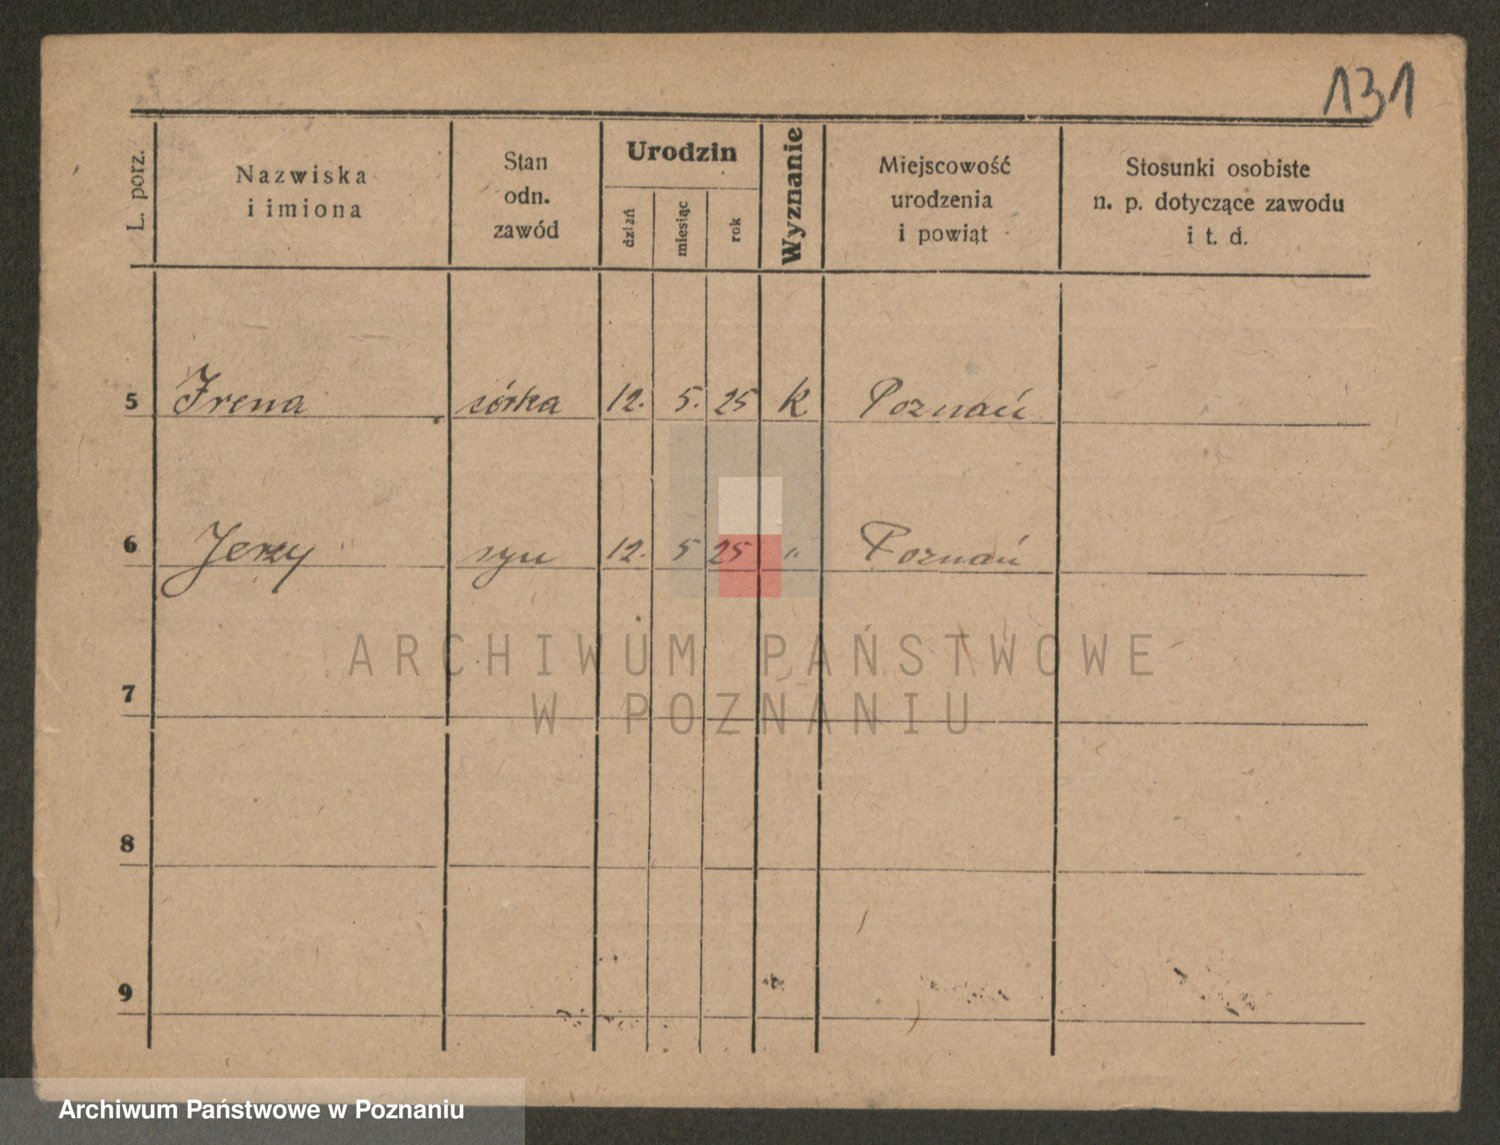 131
L. porz.
Nazwiska
i imiona
Stan
odn.
zawód
Urodzin
dzień
miesiąc
rok
Wyznanie
Miejscowość
urodzenia
i powiat
Stosunki osobiste
n. p. dotyczące zawodu
i t. d.
5 Irena córka 12. 5. 25 K Poznań
6 Jerzy syn 12. 5 25 " Poznań
7
8
9
ARCHIWUM PAŃSTWOWE
W POZNANIU
Archiwum Państwowe w Poznaniu